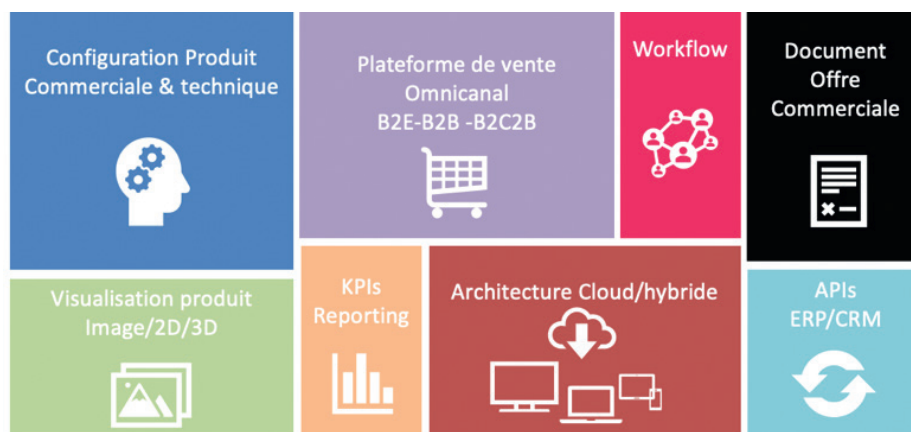 Configuration Produit
Commerciale & technique
Plateforme de vente
Omnicanal
B2E-B2B -B2C2B
Workflow
Document
Offre
Commerciale
Visualisation produit
Image/2D/3D
KPIs
Reporting
Architecture Cloud/hybride
APIs
ERP/CRM